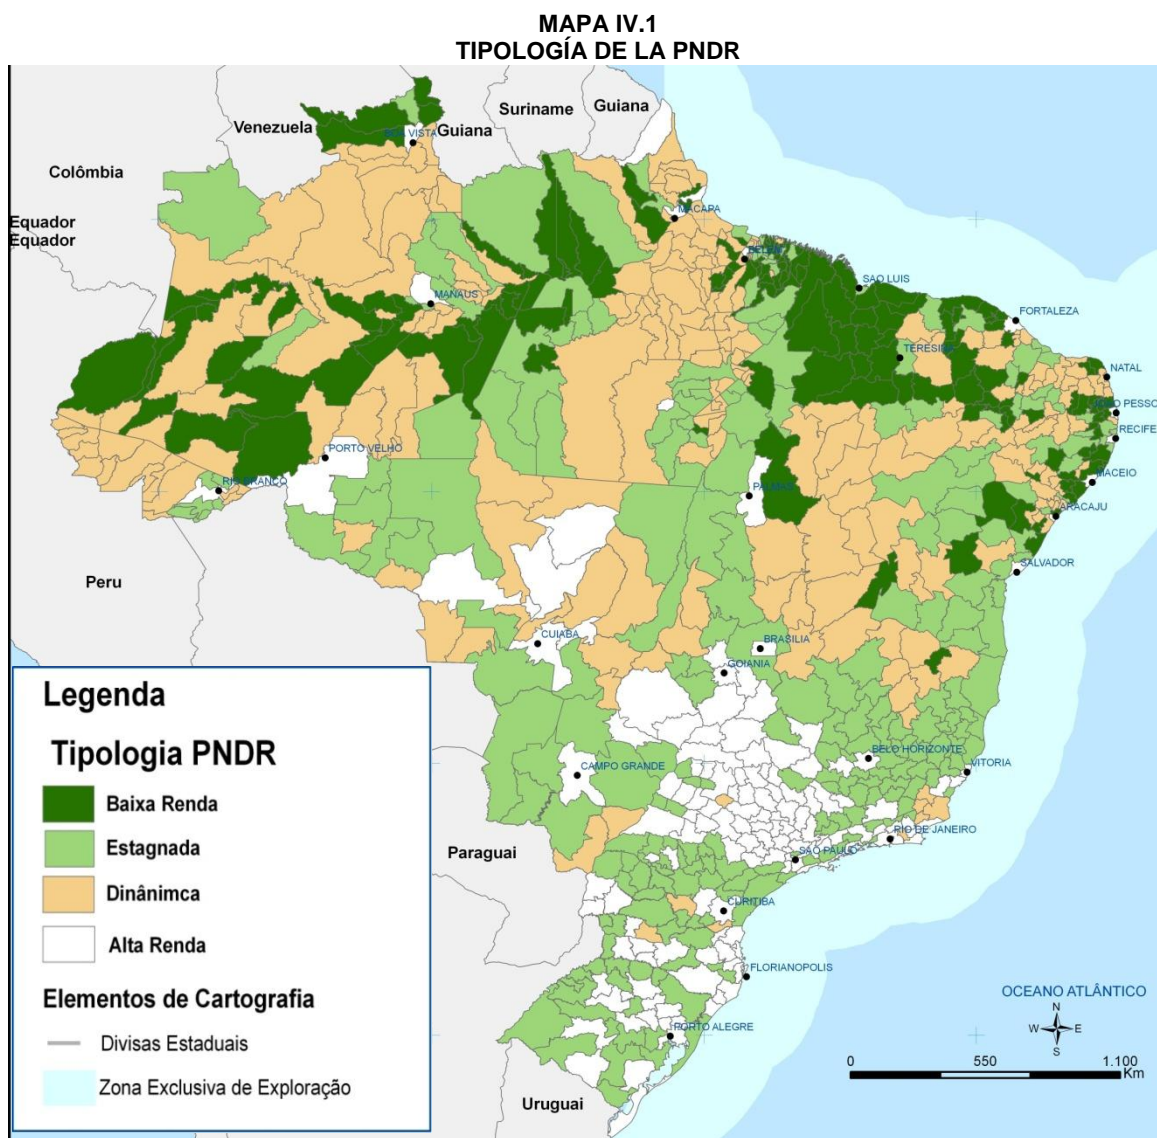 MAPA IV.1
TIPOLOGÍA DE LA PNDR
Suriname
Guiana
Venezuela
Guiana
BOA VISTA
Colômbia
Equador
Equador
MACAPA
BELEM
SAO LUIS
MANAUS
FORTALEZA
TERESINA
NATAL
JOAO PESSO
RECIFE
PORTO VELHO
MACEIO
RIO BRANCO
PALMAS
ARACAJU
Peru
SALVADOR
CUIABA
BRASILIA
GOIANIA
Legenda
Tipologia PNDR
Baixa Renda
Estagnada
Dinânimca
Alta Renda
Elementos de Cartografia
Divisas Estaduais
Zona Exclusiva de Exploração
BELO HORIZONTE
VITORIA
CAMPO GRANDE
RIO DE JANEIRO
Paraguai
SAO PAULO
CURITIBA
FLORIANOPOLIS
OCEANO ATLÂNTICO
N
W E
S
PORTO ALEGRE
0 550 1.100
Km
Uruguai